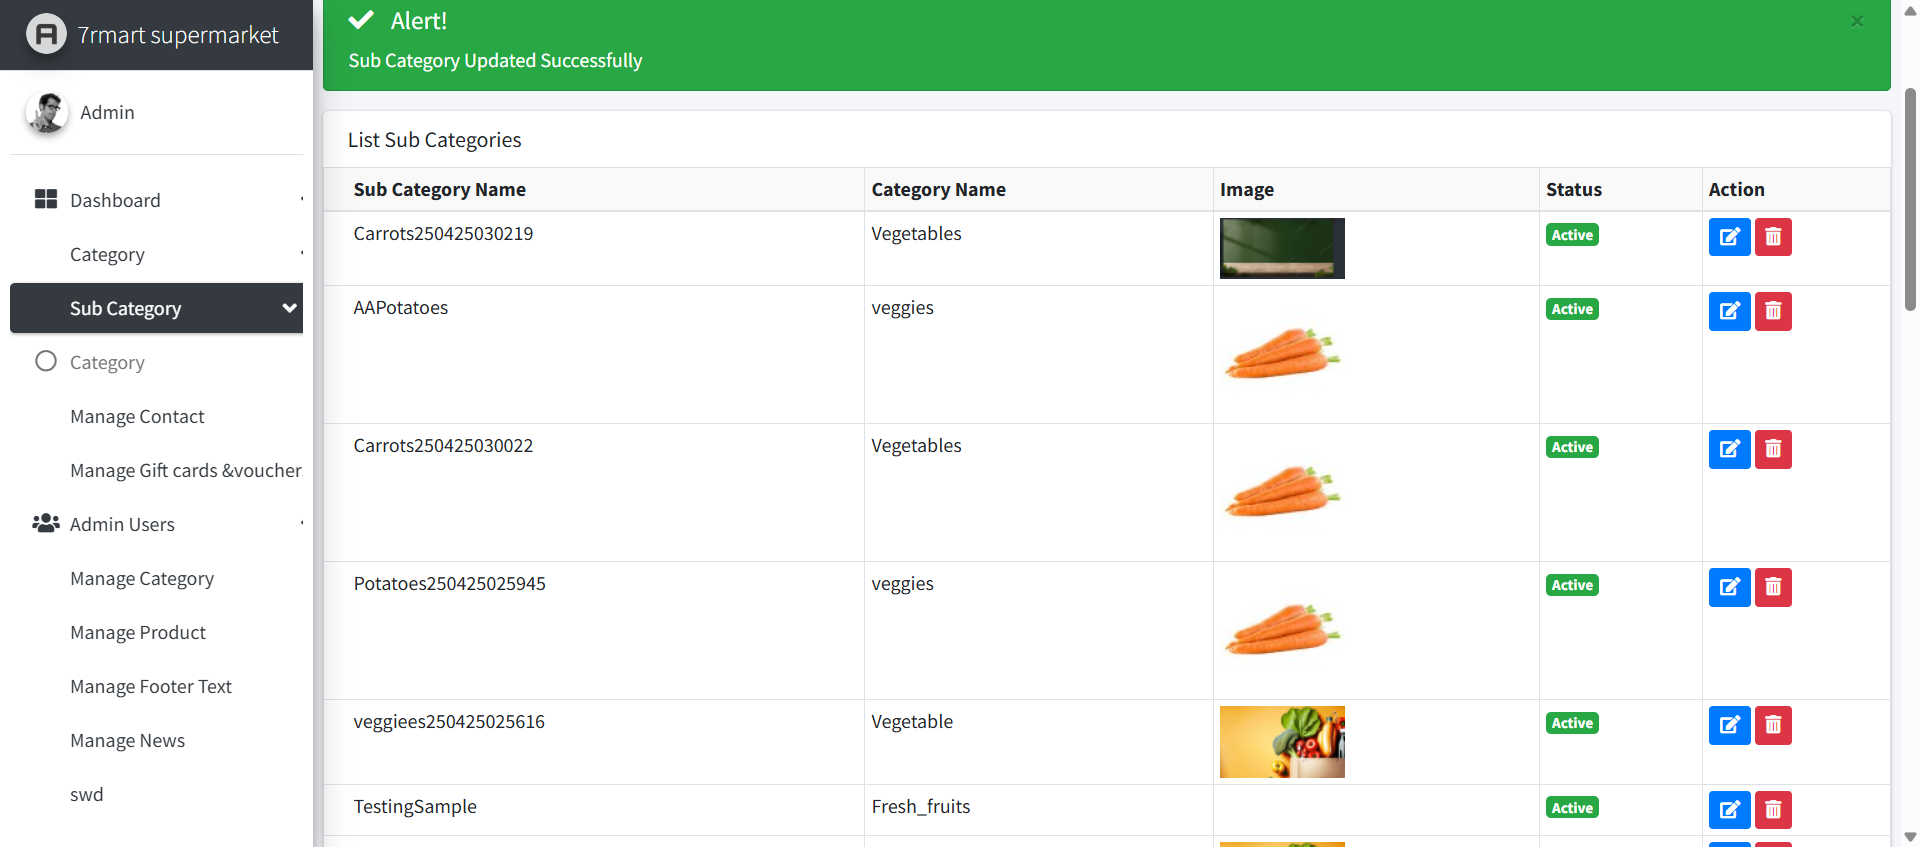 7rmart supermarket
Admin
Dashboard
Category
Sub Category
Category
Manage Contact
Manage Gift cards &voucher
Admin Users
Manage Category
Manage Product
Manage Footer Text
Manage News
swd
Alert!
×
Sub Category Updated Successfully
List Sub Categories
Sub Category Name Category Name Image Status Action
Carrots250425030219 Vegetables Active
AAPotatoes veggies Active
Carrots250425030022 Vegetables Active
Potatoes250425025945 veggies Active
veggiees250425025616 Vegetable Active
TestingSample Fresh_fruits Active